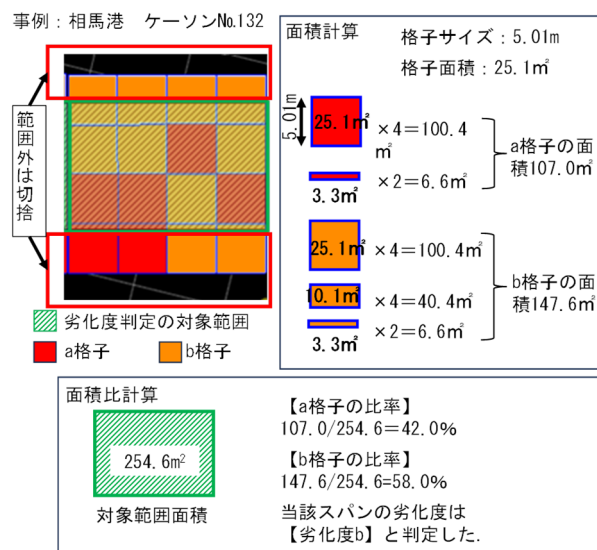 事例：相馬港　ケーソンNo.132
範囲外は切捨
劣化度判定の対象範囲
a格子
b格子
面積計算
格子サイズ：5.01m
格子面積：25.1㎡
5.01m
25.1㎡
×4=100.4
㎡
3.3㎡
×2=6.6㎡
a格子の面
積107.0㎡
25.1㎡
×4=100.4㎡
10.1㎡
×4=40.4㎡
3.3㎡
×2=6.6㎡
b格子の面
積147.6㎡
面積比計算
254.6m²
対象範囲面積
【a格子の比率】
107.0/254.6＝42.0%
【b格子の比率】
147.6/254.6=58.0%
当該スパンの劣化度は
【劣化度b】と判定した.